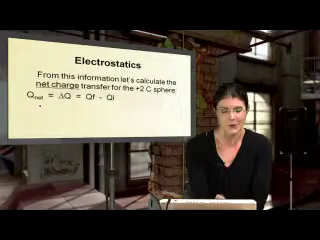 Electrostatics
From this information let's calculate the
net charge transfer for the +2 C sphere:
Qnet = ΔQ = Qf - Qi